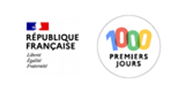 RÉPUBLIQUE
FRANÇAISE
Liberté
Égalité
Fraternité
1000
PREMIERS
JOURS